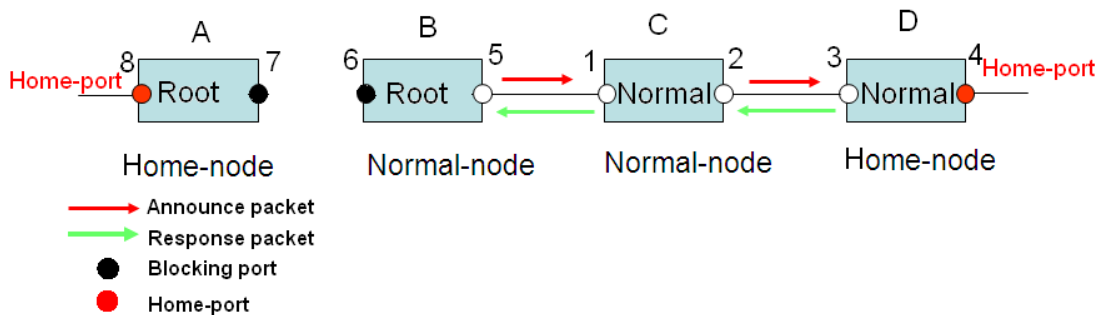 A
B
C
D
8
7
6
5
1
2
3
4
Home-port
Home-port
Root
Root
Normal
Normal
Home-node
Normal-node
Normal-node
Home-node
Announce packet
Response packet
Blocking port
Home-port